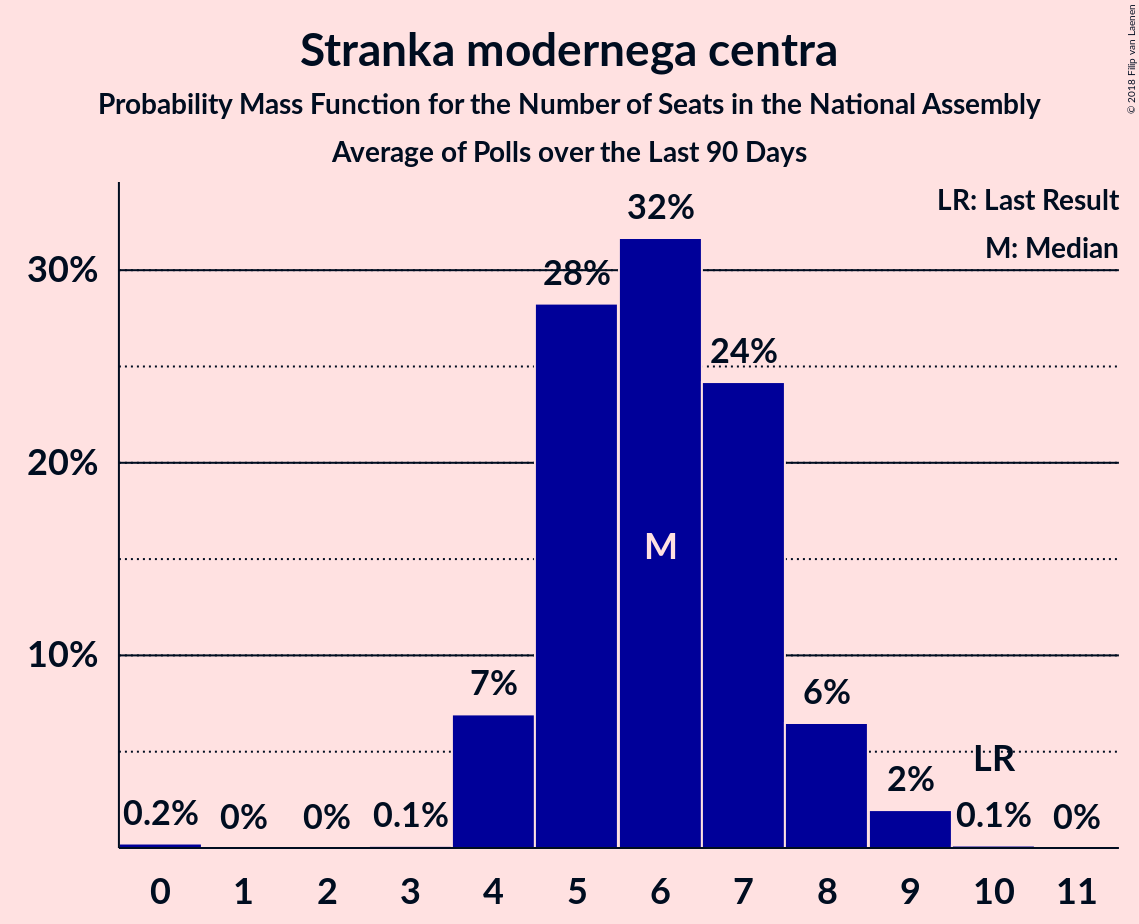 Stranka modernega centra
Probability Mass Function for the Number of Seats in the National Assembly
Average of Polls over the Last 90 Days
© 2018 Filip van Laenen
LR: Last Result
M: Median
30%
20%
10%
0.2%
0%
0%
0.1%
7%
28%
32%
24%
6%
2%
0.1%
0%
M
LR
0 1 2 3 4 5 6 7 8 9 10 11